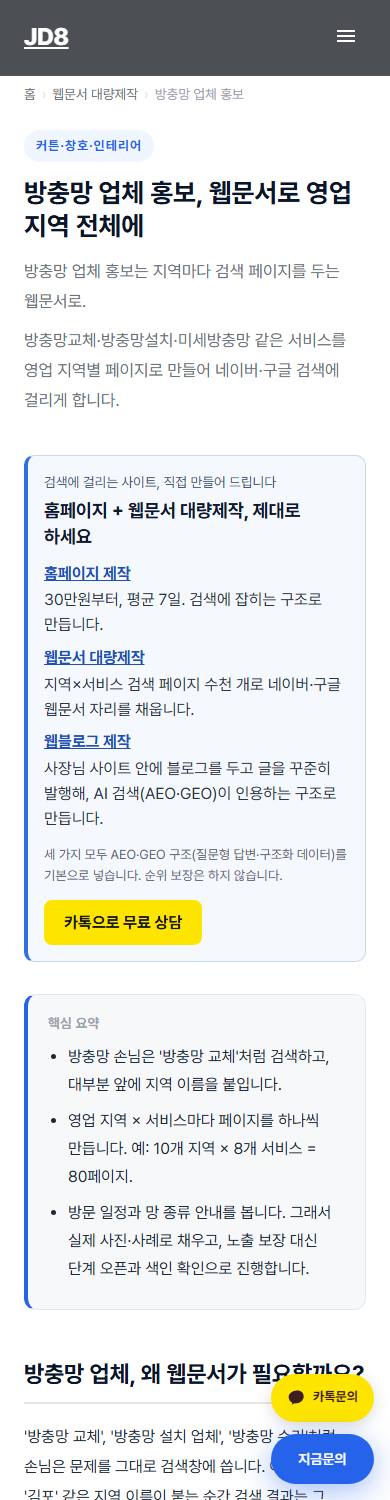 JD8
홈 › 웹문서 대량제작 › 방충망 업체 홍보
커튼·창호·인테리어
방충망 업체 홍보, 웹문서로 영업
지역 전체에
방충망 업체 홍보는 지역마다 검색 페이지를 두는
웹문서로.
방충망교체·방충망설치·미세방충망 같은 서비스를
영업 지역별 페이지로 만들어 네이버·구글 검색에
걸리게 합니다.
검색에 걸리는 사이트, 직접 만들어 드립니다
홈페이지 + 웹문서 대량제작, 제대로
하세요
홈페이지 제작
30만원부터, 평균 7일. 검색에 잡히는 구조로
만듭니다.
웹문서 대량제작
지역×서비스 검색 페이지 수천 개로 네이버·구글
웹문서 자리를 채웁니다.
웹블로그 제작
사장님 사이트 안에 블로그를 두고 글을 꾸준히
발행해, AI 검색(AEO·GEO)이 인용하는 구조로
만듭니다.
세 가지 모두 AEO·GEO 구조(질문형 답변·구조화 데이터)를
기본으로 넣습니다. 순위 보장은 하지 않습니다.
카톡으로 무료 상담
핵심 요약
• 방충망 손님은 '방충망 교체'처럼 검색하고,
대부분 앞에 지역 이름을 붙입니다.
• 영업 지역 × 서비스마다 페이지를 하나씩
만듭니다. 예: 10개 지역 × 8개 서비스 =
80페이지.
• 방문 일정과 망 종류 안내를 봅니다. 그래서
실제 사진·사례로 채우고, 노출 보장 대신
단계 오픈과 색인 확인으로 진행합니다.
방충망 업체, 왜 웹문서가 필요할까요?
카톡문의
'방충망 교체', '방충망 설치 업체', '방충망
손님은 문제를 그대로 검색창에 씁니다.
지금문의
'김포' 같은 지역 이름이 붙는 순간 검색 결과는 그